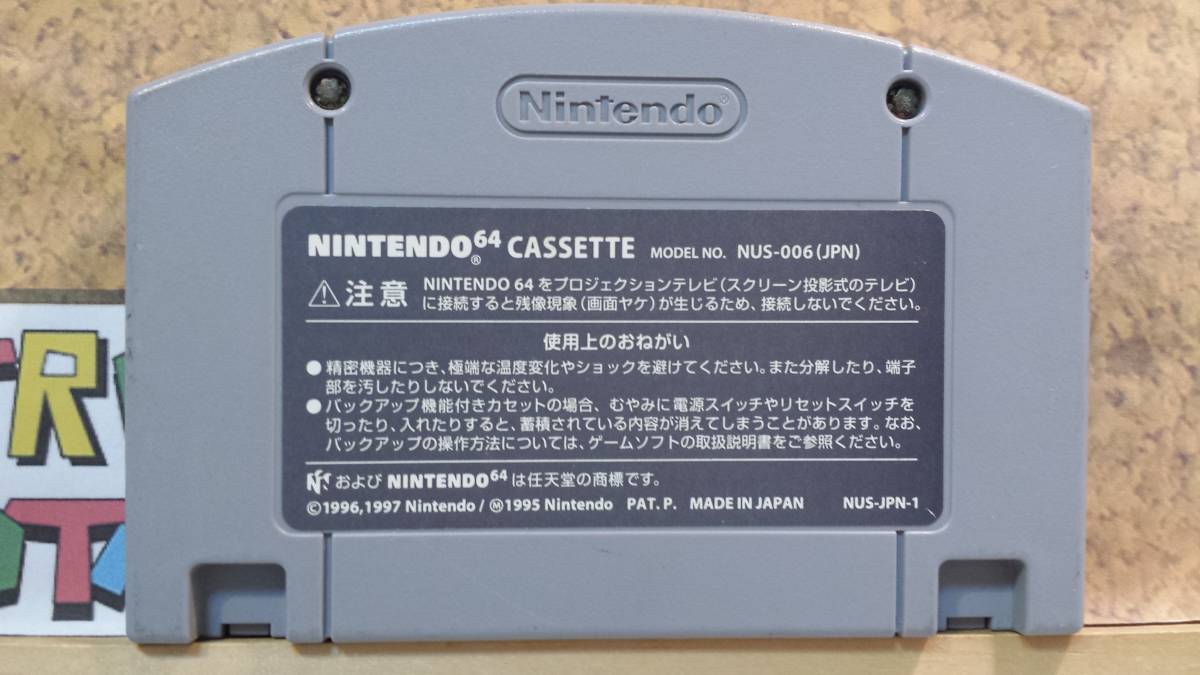 Nintendo®
NINTENDO64® CASSETTE MODEL NO. NUS-006(JPN)
⚠注意 NINTENDO 64をプロジェクションテレビ(スクリーン投影式のテレビ)
に接続すると残像現象(画面ヤケ)が生じるため、接続しないでください。
使用上のおねがい
●精密機器につき、極端な温度変化やショックを避けてください。また分解したり、端子
部を汚したりしないでください。
●バックアップ機能付きカセットの場合、むやみに電源スイッチやリセットスイッチを
切ったり、入れたりすると、蓄積されている内容が消えてしまうことがあります。なお、
バックアップの操作方法については、ゲームソフトの取扱説明書をご参照ください。
および NINTENDO64は任天堂の商標です。
©1996,1997 Nintendo / Ⓜ1995 Nintendo PAT. P. MADE IN JAPAN NUS-JPN-1